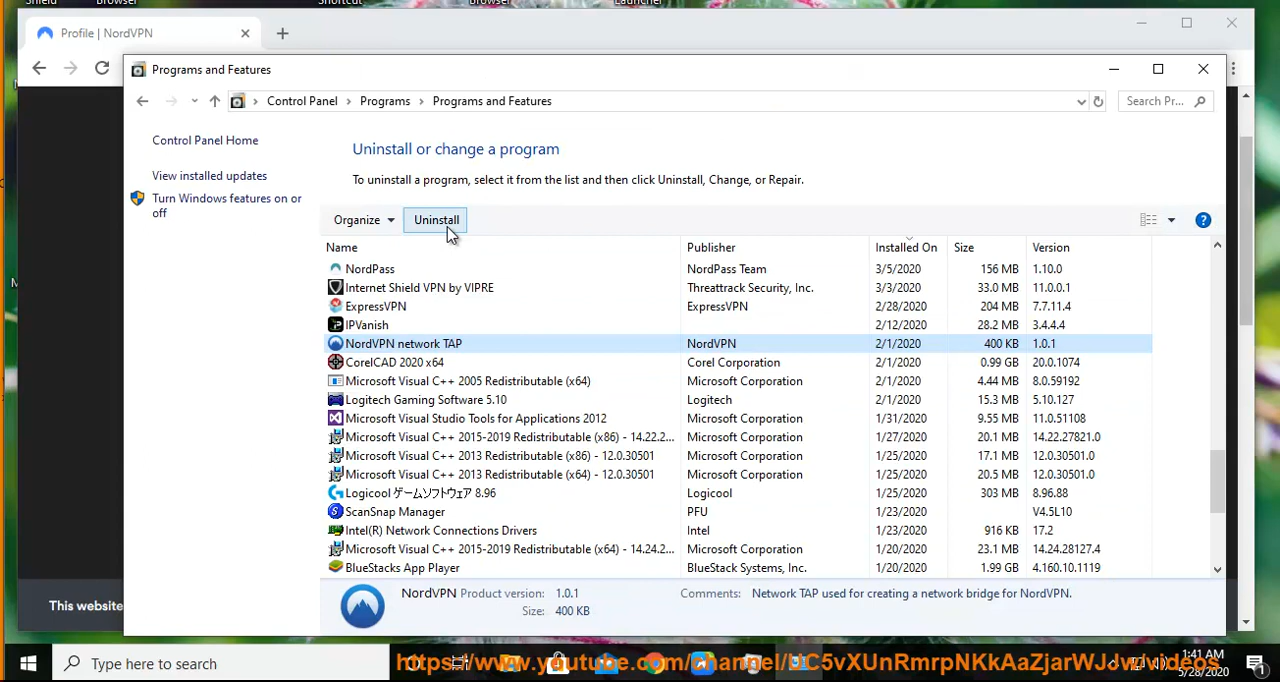 Shield
Browser
Shortcut
Browser
Launcher
Profile | NordVPN
Programs and Features
Control Panel
Programs
Programs and Features
Search Pr...
Control Panel Home
View installed updates
Turn Windows features on or
off
Uninstall or change a program
To uninstall a program, select it from the list and then click Uninstall, Change, or Repair.
Organize
Uninstall
Name Publisher Installed On Size Version
NordPass NordPass Team 3/5/2020 156 MB 1.10.0
Internet Shield VPN by VIPRE Threattrack Security, Inc. 3/3/2020 33.0 MB 11.0.0.1
ExpressVPN ExpressVPN 2/28/2020 204 MB 7.7.11.4
IPVanish 2/12/2020 28.2 MB 3.4.4.4
NordVPN network TAP NordVPN 2/1/2020 400 KB 1.0.1
CorelCAD 2020 x64 Corel Corporation 2/1/2020 0.99 GB 20.0.1074
Microsoft Visual C++ 2005 Redistributable (x64) Microsoft Corporation 2/1/2020 4.44 MB 8.0.59192
Logitech Gaming Software 5.10 Logitech 2/1/2020 15.3 MB 5.10.127
Microsoft Visual Studio Tools for Applications 2012 Microsoft Corporation 1/31/2020 9.55 MB 11.0.51108
Microsoft Visual C++ 2015-2019 Redistributable (x86) - 14.22.2... Microsoft Corporation 1/27/2020 20.1 MB 14.22.27821.0
Microsoft Visual C++ 2013 Redistributable (x86) - 12.0.30501 Microsoft Corporation 1/25/2020 17.1 MB 12.0.30501.0
Microsoft Visual C++ 2013 Redistributable (x64) - 12.0.30501 Microsoft Corporation 1/25/2020 20.5 MB 12.0.30501.0
Logicool ゲームソフトウェア 8.96 Logicool 1/25/2020 303 MB 8.96.88
ScanSnap Manager PFU 1/23/2020 V4.5L10
Intel(R) Network Connections Drivers Intel 1/23/2020 916 KB 17.2
Microsoft Visual C++ 2015-2019 Redistributable (x64) - 14.24.2... Microsoft Corporation 1/20/2020 23.1 MB 14.24.28127.4
BlueStacks App Player BlueStack Systems, Inc. 1/20/2020 1.99 GB 4.160.10.1119
NordVPN Product version: 1.0.1 Comments: Network TAP used for creating a network bridge for NordVPN.
Size: 400 KB
This website
Type here to search
1:41 AM
5/28/2020
1